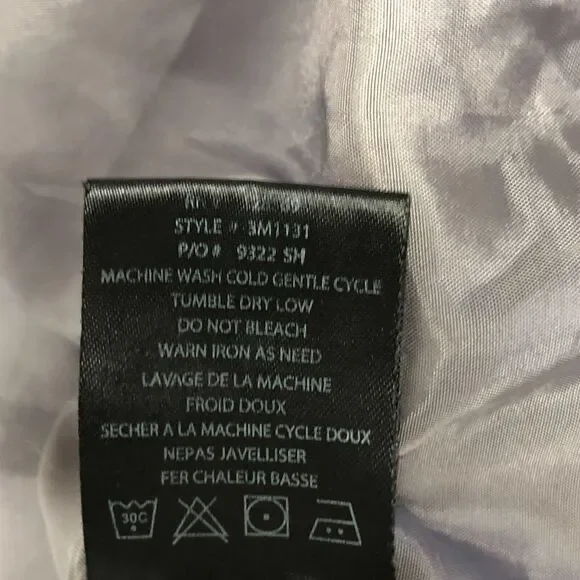 STYLE # 3M1131
P/O # 9322 SH
MACHINE WASH COLD GENTLE CYCLE
TUMBLE DRY LOW
DO NOT BLEACH
WARN IRON AS NEED
LAVAGE DE LA MACHINE
FROID DOUX
SECHER A LA MACHINE CYCLE DOUX
NEPAS JAVELLISER
FER CHALEUR BASSE
30C